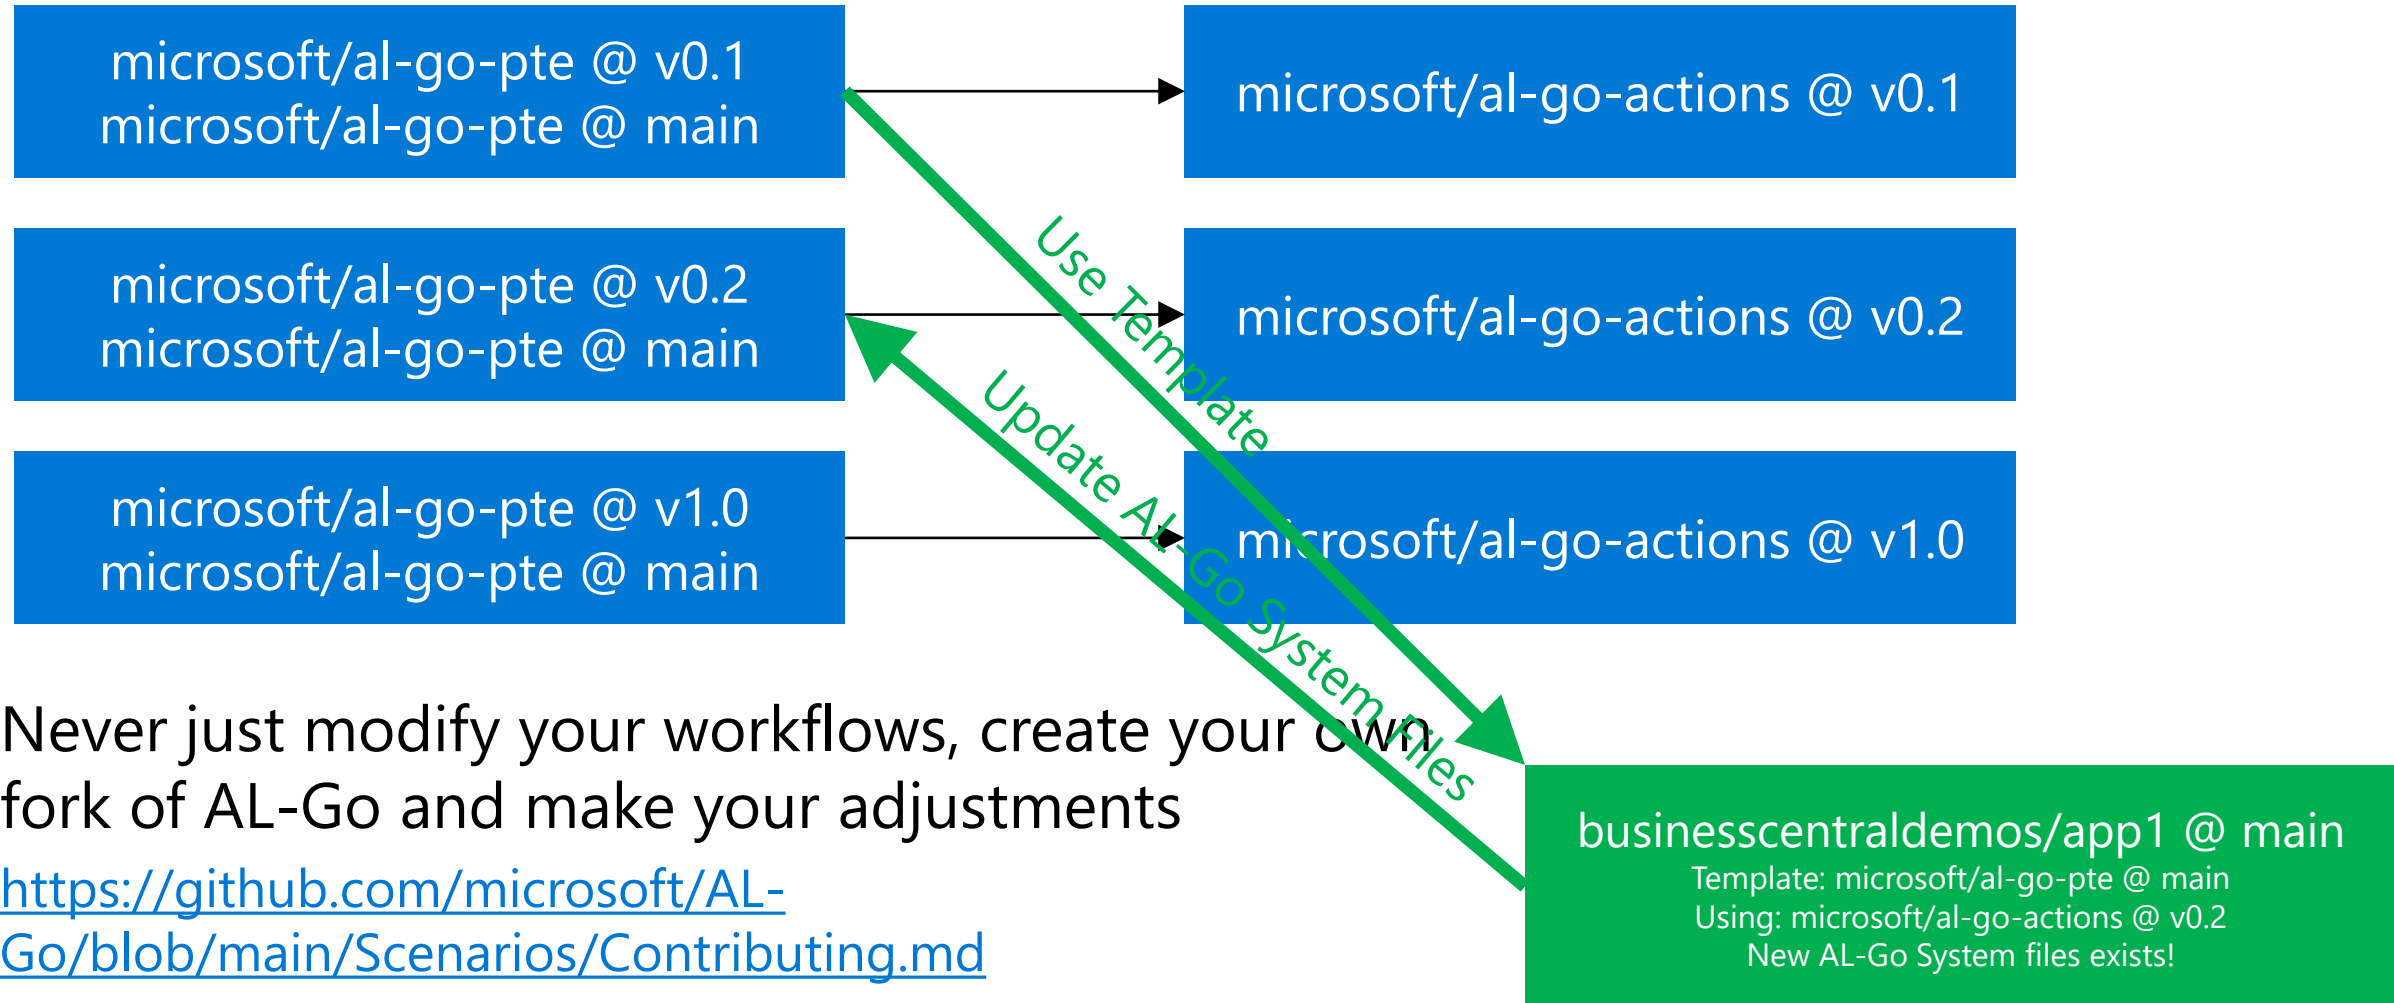 microsoft/al-go-pte @ v0.1
microsoft/al-go-pte @ main
microsoft/al-go-actions @ v0.1
microsoft/al-go-pte @ v0.2
microsoft/al-go-pte @ main
microsoft/al-go-actions @ v0.2
microsoft/al-go-pte @ v1.0
microsoft/al-go-pte @ main
microsoft/al-go-actions @ v1.0
Use Template
Update AL-Go System Files
Never just modify your workflows, create your own
fork of AL-Go and make your adjustments
https://github.com/microsoft/AL-
Go/blob/main/Scenarios/Contributing.md
businesscentraldemos/app1 @ main
Template: microsoft/al-go-pte @ main
Using: microsoft/al-go-actions @ v0.2
New AL-Go System files exists!